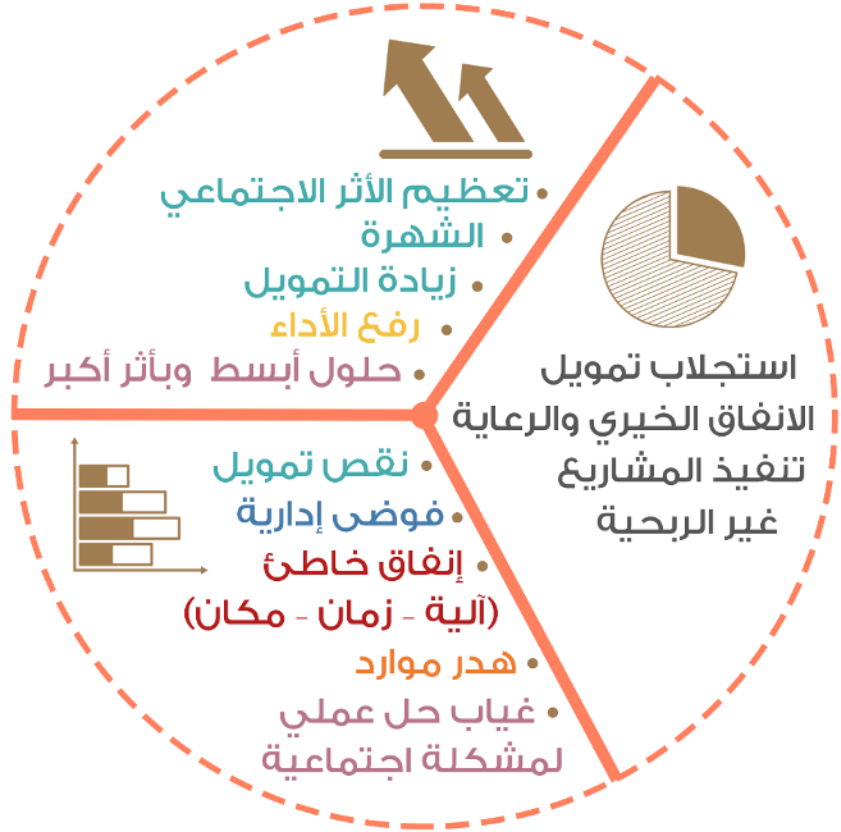 استجلاب تمويل
الانفاق الخيري والرعاية
تنفيذ المشاريع
غير الربحية
• تعظيم الأثر الاجتماعي
• الشهرة
• زيادة التمويل
• رفع الأداء
• حلول أبسط وبأثر أكبر
• نقص تمويل
• فوضى إدارية
• إنفاق خاطئ
(آلية - زمان - مكان)
• هدر موارد
• غياب حل عملي
لمشكلة اجتماعية